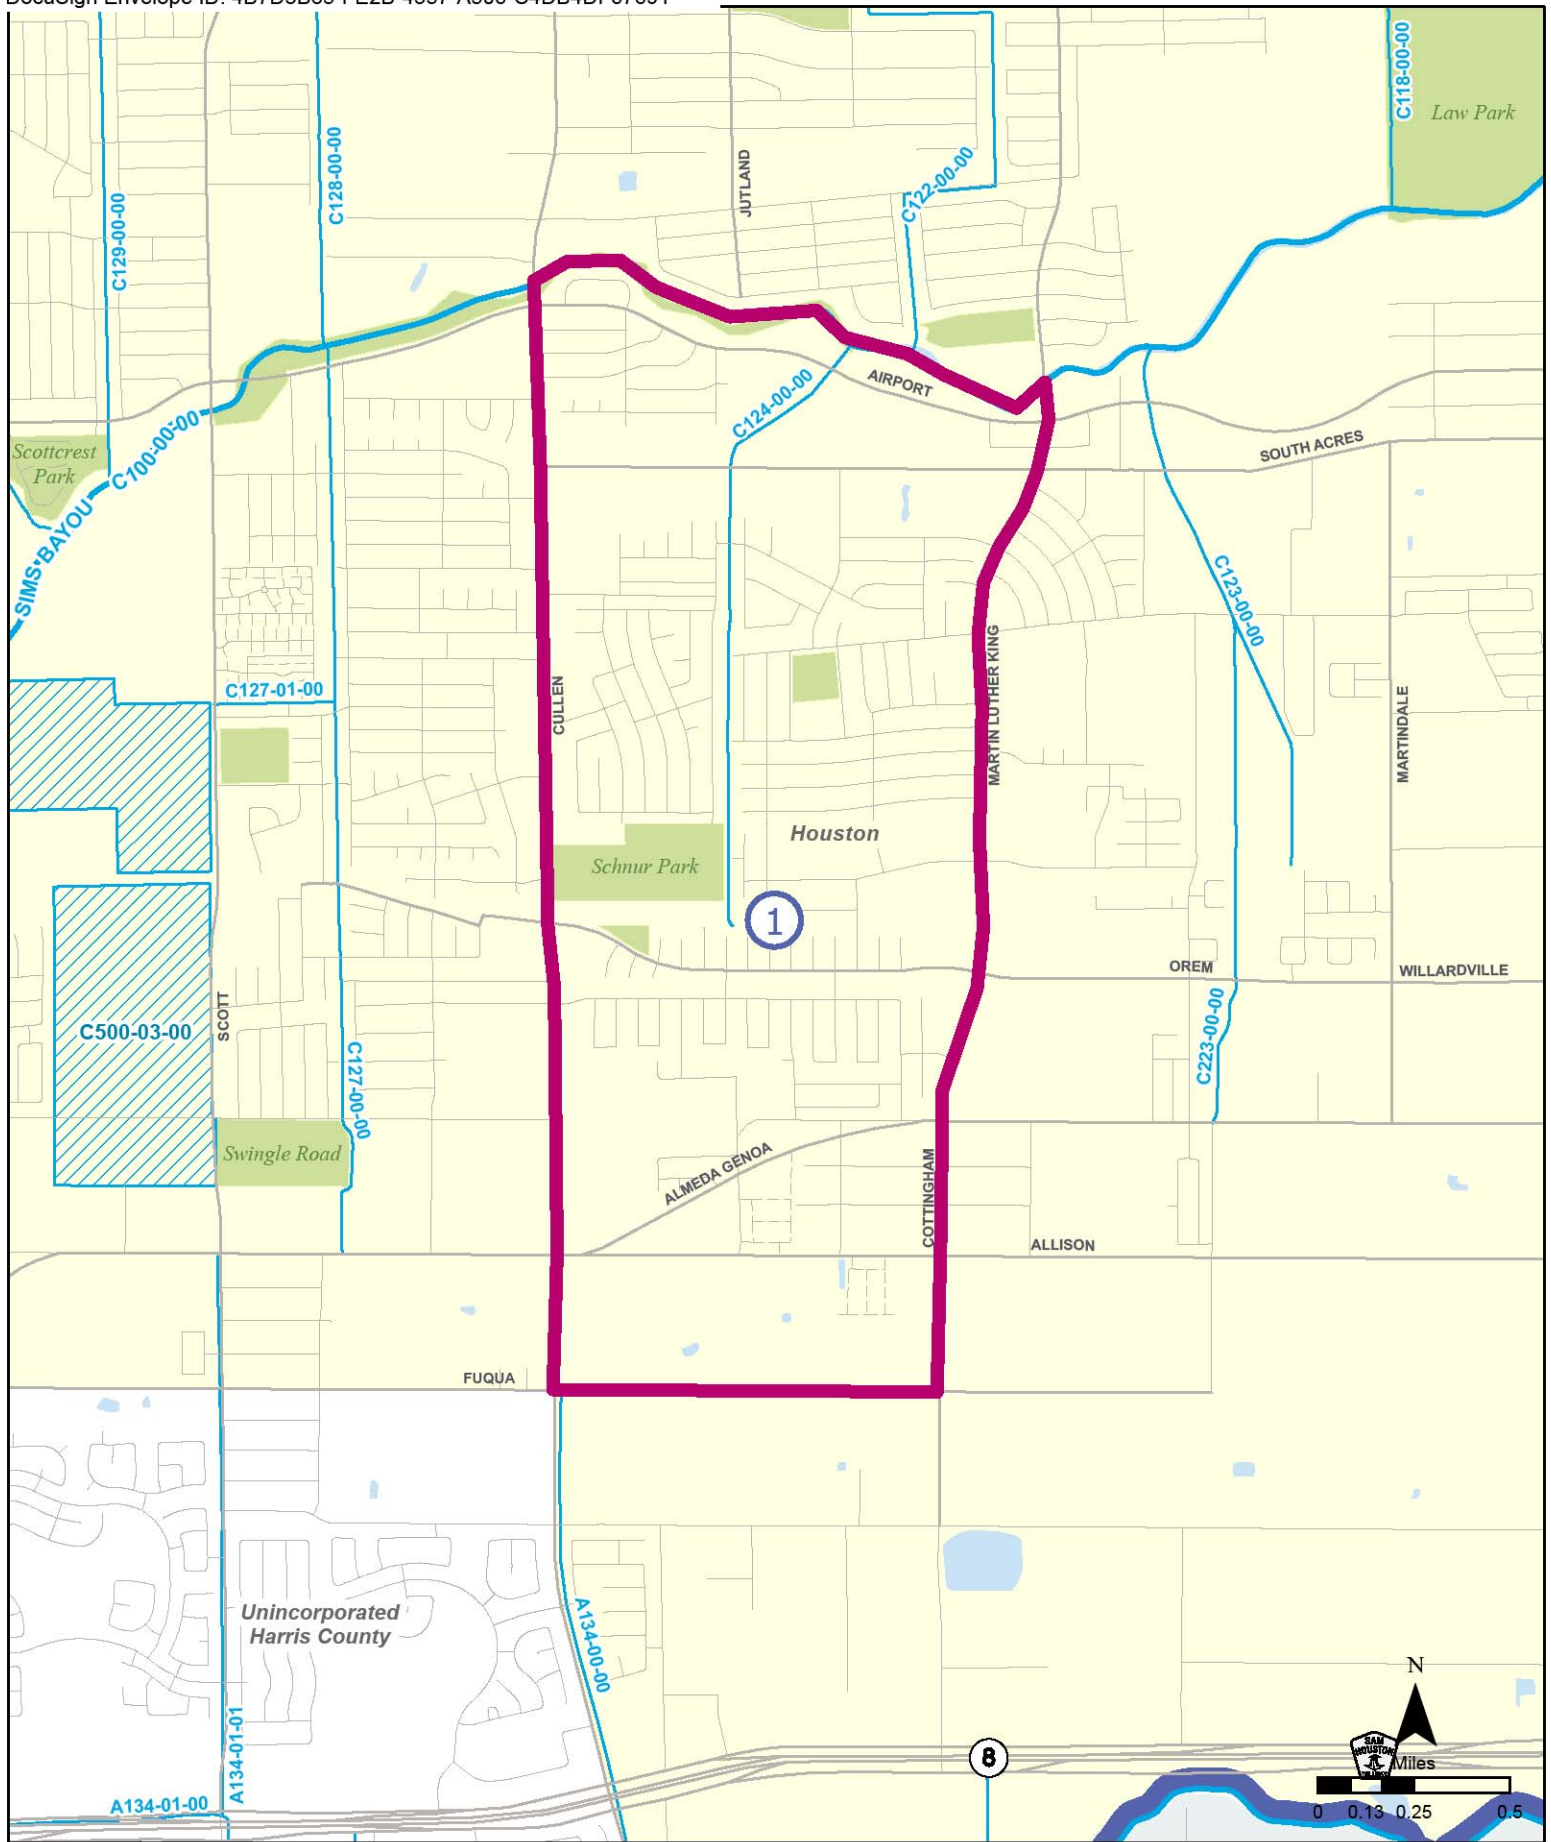 C118-00-00
Law Park
C128-00-00
JUTLAND
C122-00-00
C129-00-00
AIRPORT
C124-00-00
SOUTH ACRES
Scottcrest
Park
C100-00-00
SIMS BAYOU
C123-00-00
MARTIN LUTHER KING
C127-01-00
CULLEN
MARTINDALE
Houston
Schnur Park
1
OREM
WILLARDVILLE
SCOTT
C500-03-00
C223-00-00
C127-00-00
Swingle Road
ALMEDA GENOA
COTTINGHAM
ALLISON
FUQUA
Unincorporated
Harris County
A134-00-00
N
A134-01-01
8
SAM
HOUSTON
Miles
A134-01-00
0 0.13 0.25 0.5